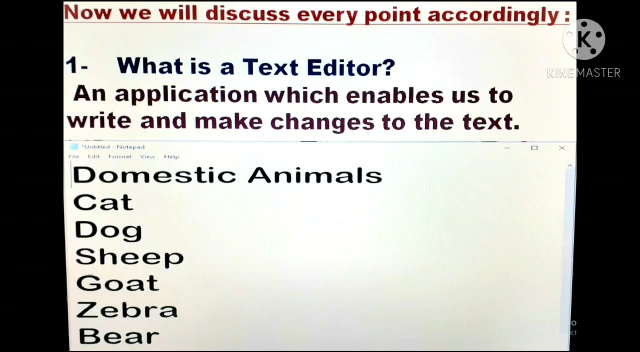 Now we will discuss every point accordingly :
KINEMASTER
1- What is a Text Editor?
An application which enables us to
write and make changes to the text.
*Untitled - Notepad
File Edit Format View Help
Domestic Animals
Cat
Dog
Sheep
Goat
Zebra
Bear